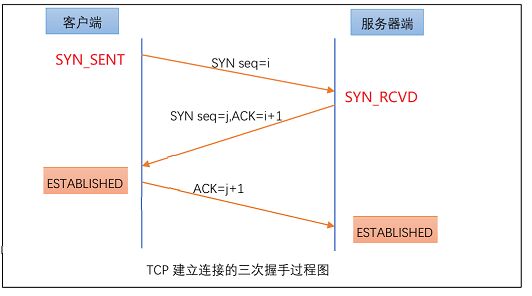 客户端
服务器端
SYN_SENT
SYN seq=i
SYN_RCVD
SYN seq=j,ACK=i+1
ESTABLISHED
ACK=j+1
ESTABLISHED
TCP 建立连接的三次握手过程图